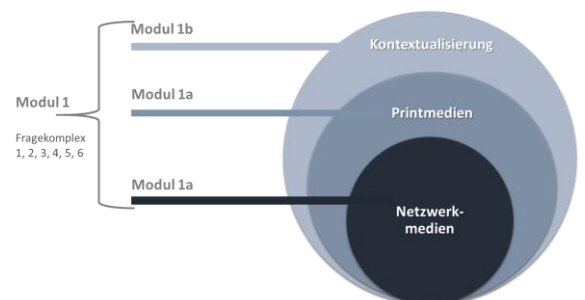 Modul 1b
Kontextualisierung
Modul 1a
Modul 1
Printmedien
Fragekomplex
1, 2, 3, 4, 5, 6
Modul 1a
Netzwerk-
medien